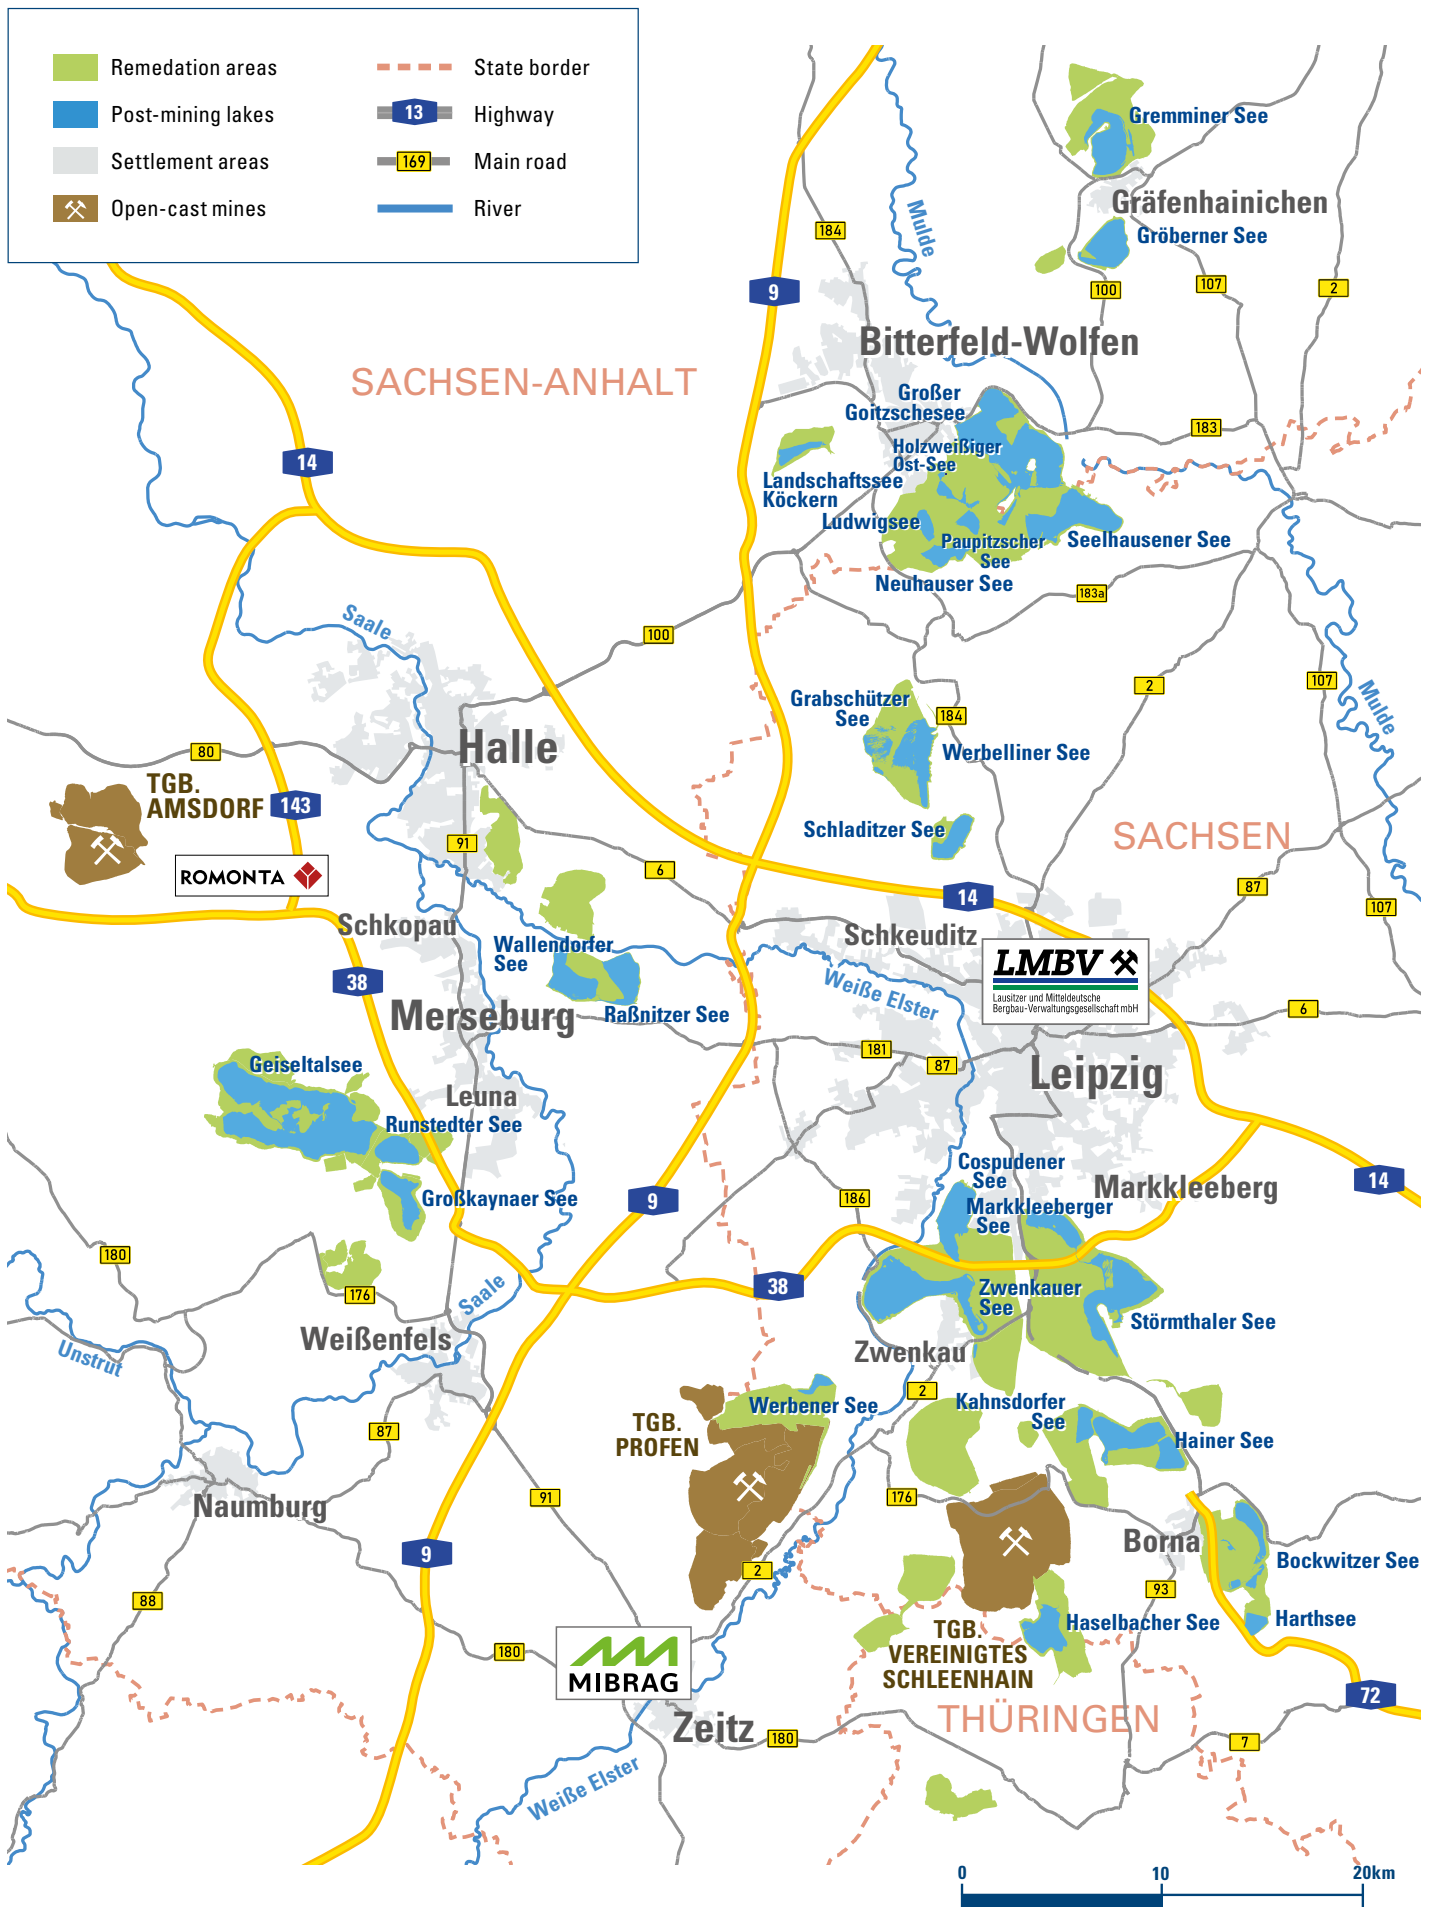 Remedation areas
Post-mining lakes
Settlement areas
Open-cast mines
State border
13
Highway
169
Main road
River
Gremminer See
Gräfenhainichen
Gröberner See
Mulde
184
9
100
107
2
Bitterfeld-Wolfen
SACHSEN-ANHALT
Großer
Goitzschesee
183
Holzweißiger
Ost-See
14
Landschaftssee
Köckern
Ludwigsee
Paupitzscher
See
Seelhausener See
Neuhauser See
183a
Saale
100
107
2
Mulde
Grabschützer
See
184
Werbelliner See
Halle
80
TGB.
AMSDORF
143
Schladitzer See
SACHSEN
91
6
ROMONTA
87
14
107
Schkopau
Schkeuditz
Wallendorfer
See
LMBV
Lausitzer und Mitteldeutsche
Bergbau-Verwaltungsgesellschaft mbH
38
Weiße Elster
Merseburg
Raßnitzer See
6
181
87
Geiseltalsee
Leipzig
Leuna
Runstedter See
Cospudener
See
14
Markkleeberg
Großkaynaer See
9
186
Markkleeberger
See
180
38
176
Saale
Zwenkauer
See
Störmthaler See
Weißenfels
Unstrut
Zwenkau
2
Werbener See
Kahnsdorfer
See
TGB.
PROFEN
87
Hainer See
91
176
Naumburg
Borna
9
Bockwitzer See
2
93
88
Harthsee
Haselbacher See
TGB.
VEREINIGTES
SCHLEENHAIN
180
MIBRAG
72
THÜRINGEN
Zeitz
180
7
Weiße Elster
0
10
20km